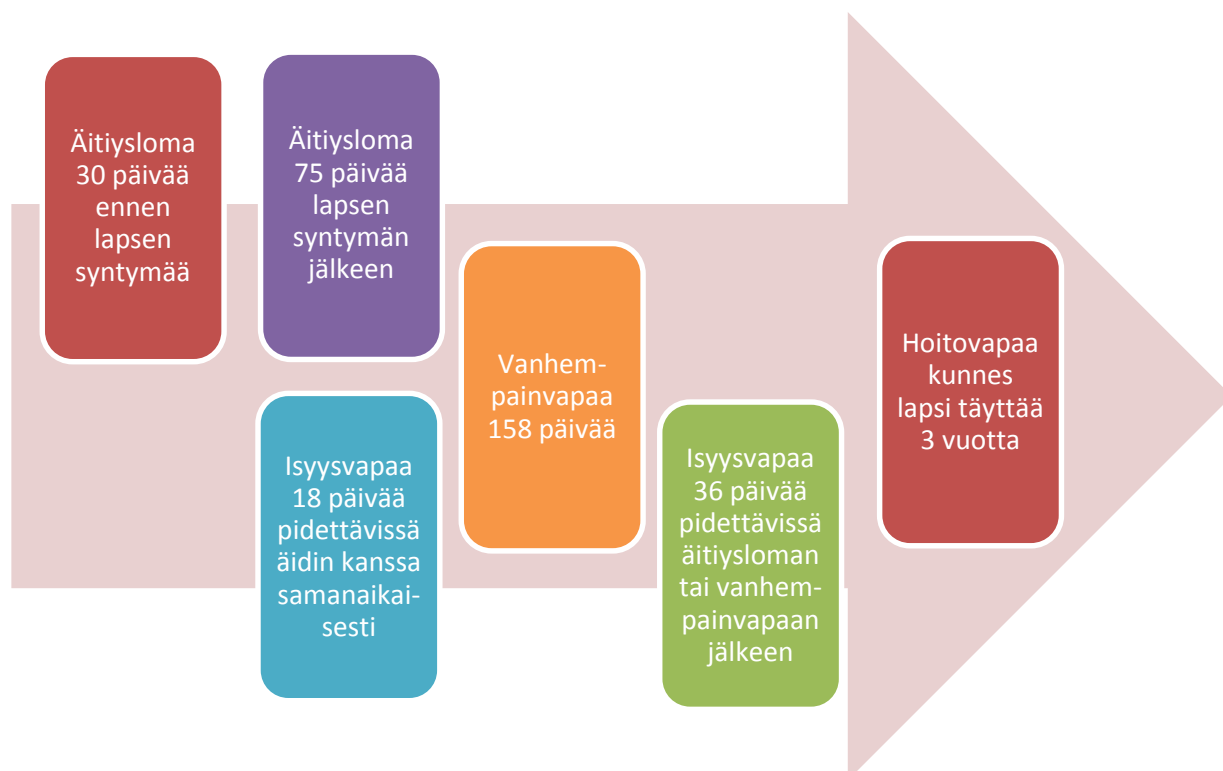 Äitiysloma
30 päivää
ennen
lapsen
syntymää
Äitiysloma
75 päivää
lapsen
syntymän
jälkeen
Isyysvapaa
18 päivää
pidettävissä
äidin kanssa
samanaikai-
sesti
Vanhem-
painvapaa
158 päivää
Isyysvapaa
36 päivää
pidettävissä
äitiysloman
tai vanhem-
painvapaan
jälkeen
Hoitovapaa
kunnes
lapsi täyttää
3 vuotta